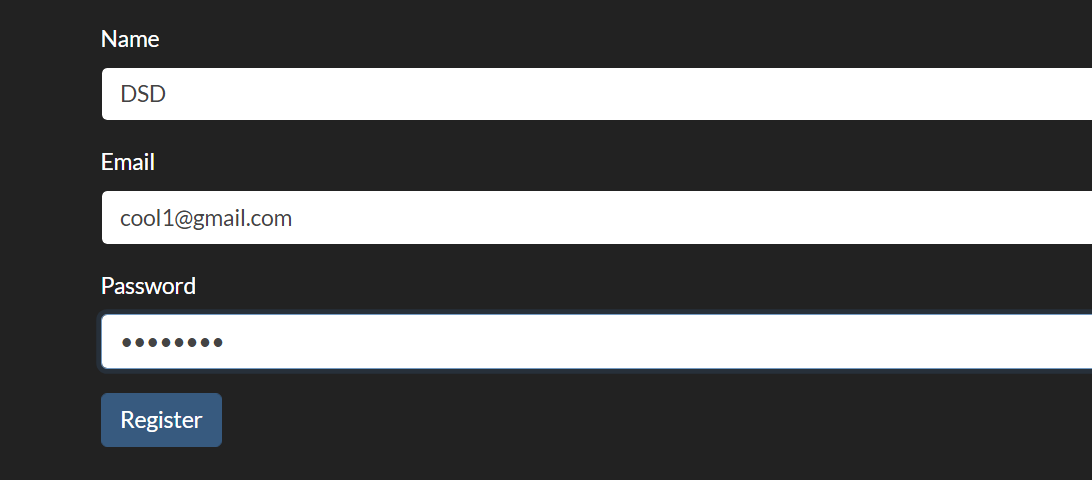 Name
DSD
Email
cool1@gmail.com
Password
••••••••
Register